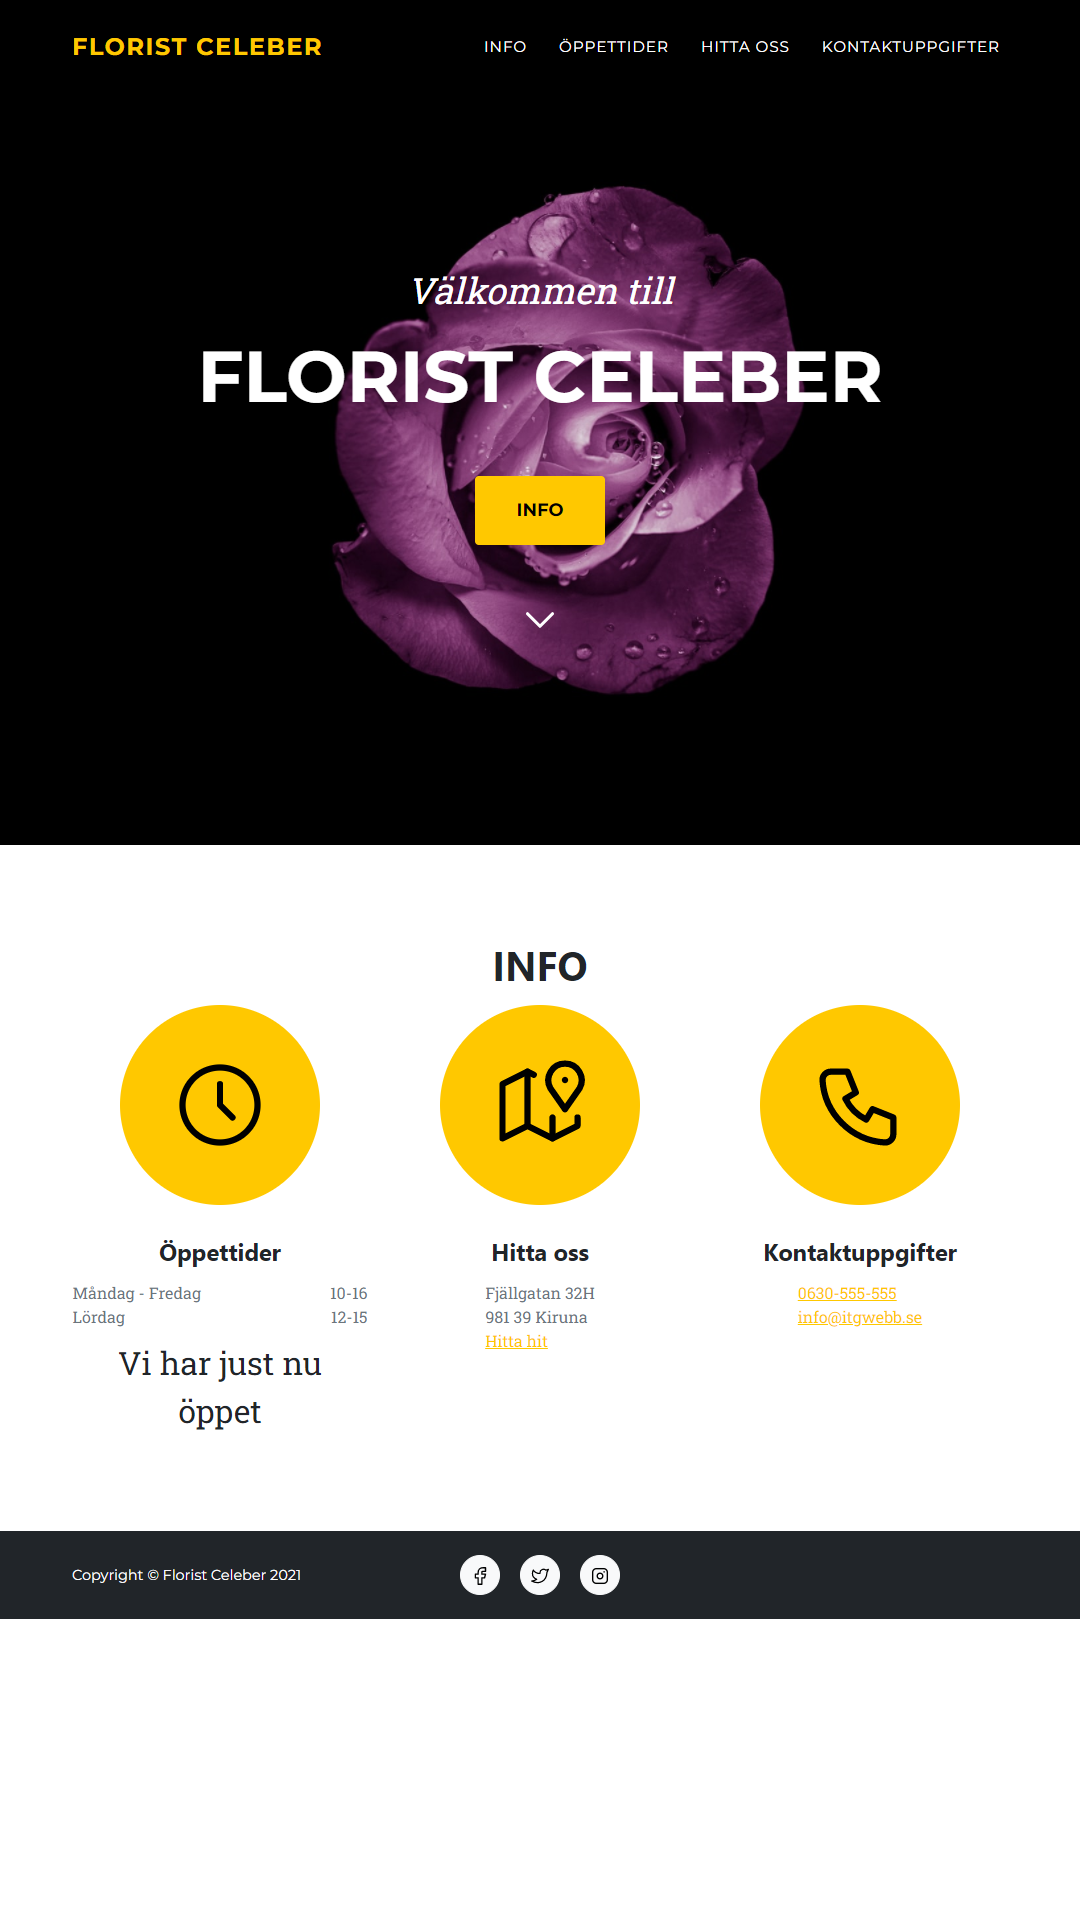 FLORIST CELEBER
INFO ÖPPETTIDER HITTA OSS KONTAKTUPPGIFTER
Välkommen till
FLORIST CELEBER
INFO
INFO
Öppettider
Måndag - Fredag 10-16
Lördag 12-15
Vi har just nu
öppet
Hitta oss
Fjällgatan 32H
981 39 Kiruna
Hitta hit
Kontaktuppgifter
0630-555-555
info@itgwebb.se
Copyright © Florist Celeber 2021